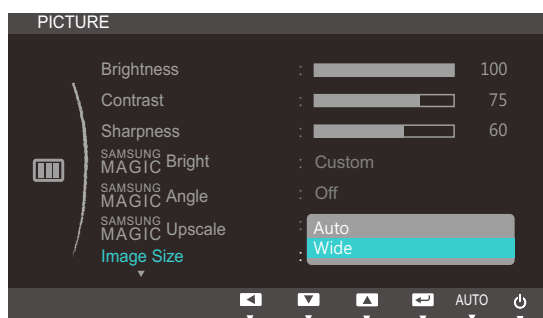 PICTURE
Brightness : 100
Contrast : 75
Sharpness : 60
SAMSUNG MAGIC Bright : Custom
SAMSUNG MAGIC Angle : Off
SAMSUNG MAGIC Upscale : Auto
Image Size : Wide
AUTO